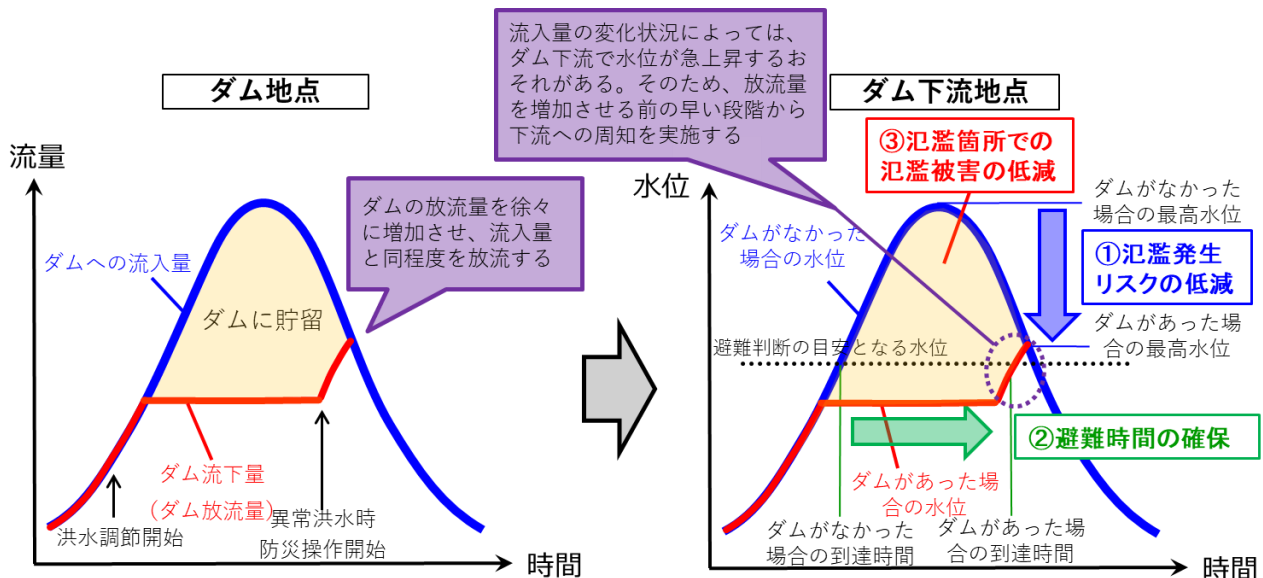 ダム地点
流量
ダムへの流入量
ダムに貯留
ダムの放流量を徐々
に増加させ、流入量
と同程度を放流する
ダム流下量
(ダム放流量)
洪水調節開始
異常洪水時
防災操作開始
時間
流入量の変化状況によっては、
ダム下流で水位が急上昇するお
それがある。そのため、放流量
を増加させる前の早い段階から
下流への周知を実施する
ダム下流地点
水位
③氾濫箇所での
氾濫被害の低減
ダムがなかった
場合の最高水位
ダムがなかった
場合の水位
①氾濫発生
リスクの低減
ダムがあった場
合の最高水位
避難判断の目安となる水位
②避難時間の確保
ダムがあった場
合の水位
ダムがなかった
場合の到達時間
ダムがあった場
合の到達時間
時間